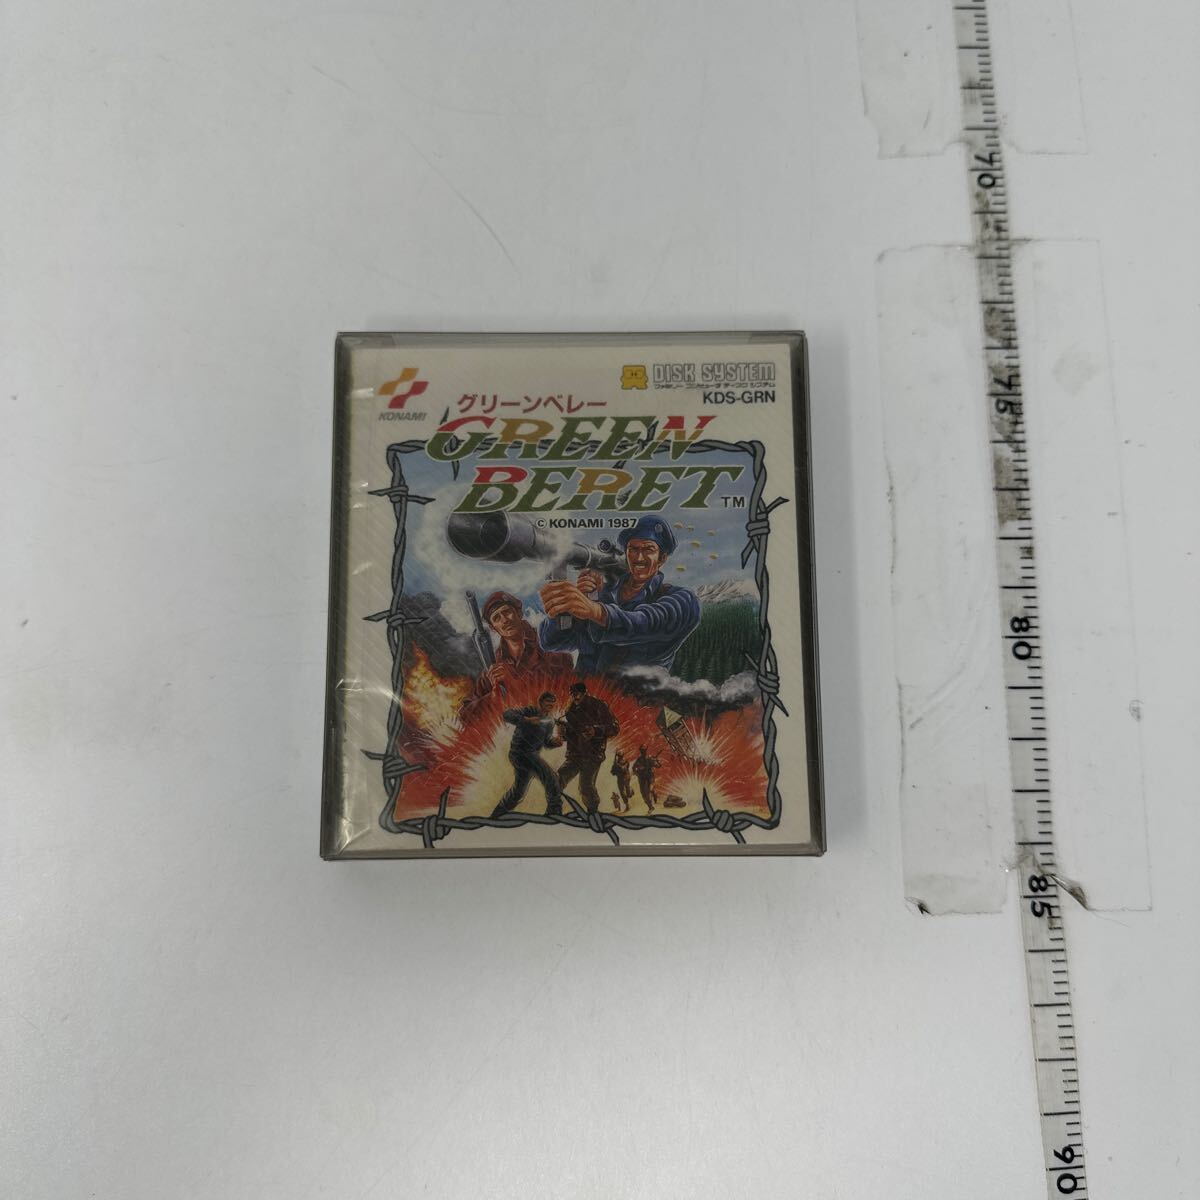 KONAMI
DISK SYSTEM
ファミリー コンピュータ ディスク システム
KDS-GRN
グリーンベレー
GREEN
BERET TM
© KONAMI 1987
70
75
80
85
90